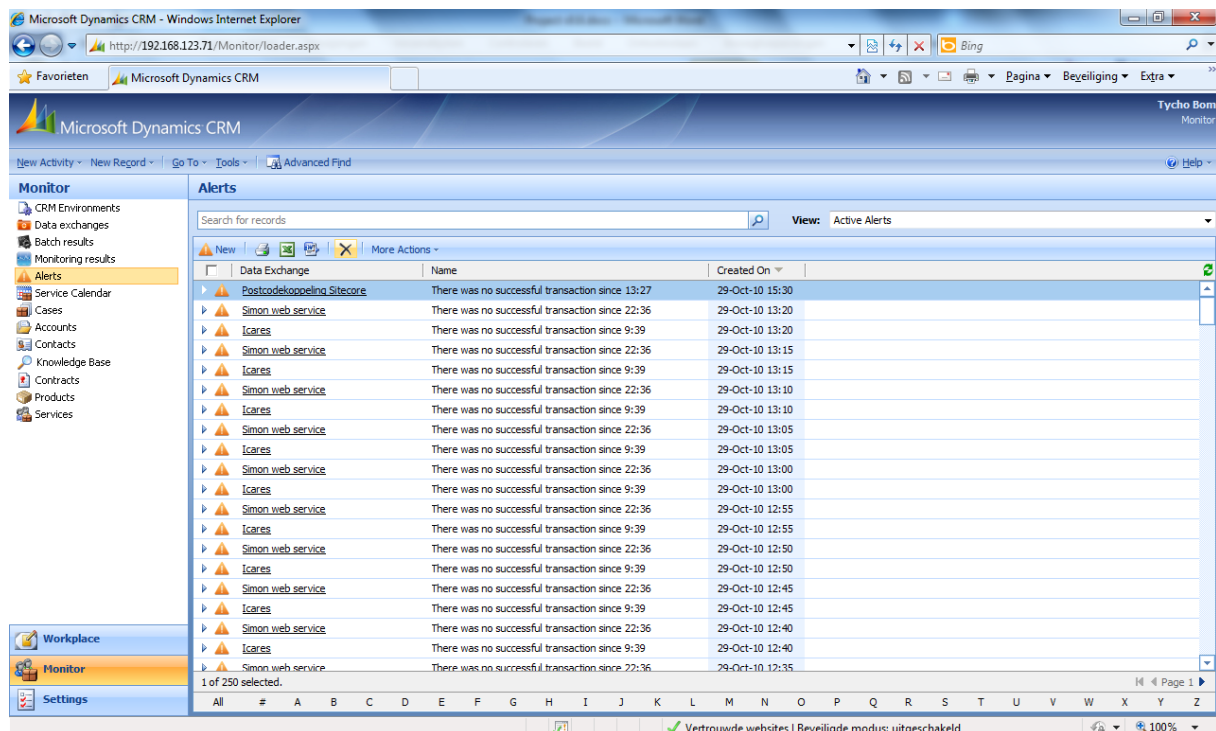 Microsoft Dynamics CRM - Windows Internet Explorer
http://192.168.123.71/Monitor/loader.aspx
Bing
Favorieten Microsoft Dynamics CRM Pagina Beveiliging Extra
Microsoft Dynamics CRM
Tycho Bom
Monitor
New Activity New Record Go To Tools Advanced Find Help
Monitor
CRM Environments
Data exchanges
Batch results
Monitoring results
Alerts
Service Calendar
Cases
Accounts
Contacts
Knowledge Base
Contracts
Products
Services
Workplace
Monitor
Settings
Alerts
Search for records View: Active Alerts
New More Actions
Data Exchange Name Created On
Postcodekoppeling Sitecore There was no successful transaction since 13:27 29-Oct-10 15:30
Simon web service There was no successful transaction since 22:36 29-Oct-10 13:20
Icares There was no successful transaction since 9:39 29-Oct-10 13:20
Simon web service There was no successful transaction since 22:36 29-Oct-10 13:15
Icares There was no successful transaction since 9:39 29-Oct-10 13:15
Simon web service There was no successful transaction since 22:36 29-Oct-10 13:10
Icares There was no successful transaction since 9:39 29-Oct-10 13:10
Simon web service There was no successful transaction since 22:36 29-Oct-10 13:05
Icares There was no successful transaction since 9:39 29-Oct-10 13:05
Simon web service There was no successful transaction since 22:36 29-Oct-10 13:00
Icares There was no successful transaction since 9:39 29-Oct-10 13:00
Simon web service There was no successful transaction since 22:36 29-Oct-10 12:55
Icares There was no successful transaction since 9:39 29-Oct-10 12:55
Simon web service There was no successful transaction since 22:36 29-Oct-10 12:50
Icares There was no successful transaction since 9:39 29-Oct-10 12:50
Simon web service There was no successful transaction since 22:36 29-Oct-10 12:45
Icares There was no successful transaction since 9:39 29-Oct-10 12:45
Simon web service There was no successful transaction since 22:36 29-Oct-10 12:40
Icares There was no successful transaction since 9:39 29-Oct-10 12:40
Simon web service There was no successful transaction since 22:36 29-Oct-10 12:35
1 of 250 selected. Page 1
All # A B C D E F G H I J K L M N O P Q R S T U V W X Y Z
Vertrouwde websites | Beveiligde modus: uitgeschakeld 100%